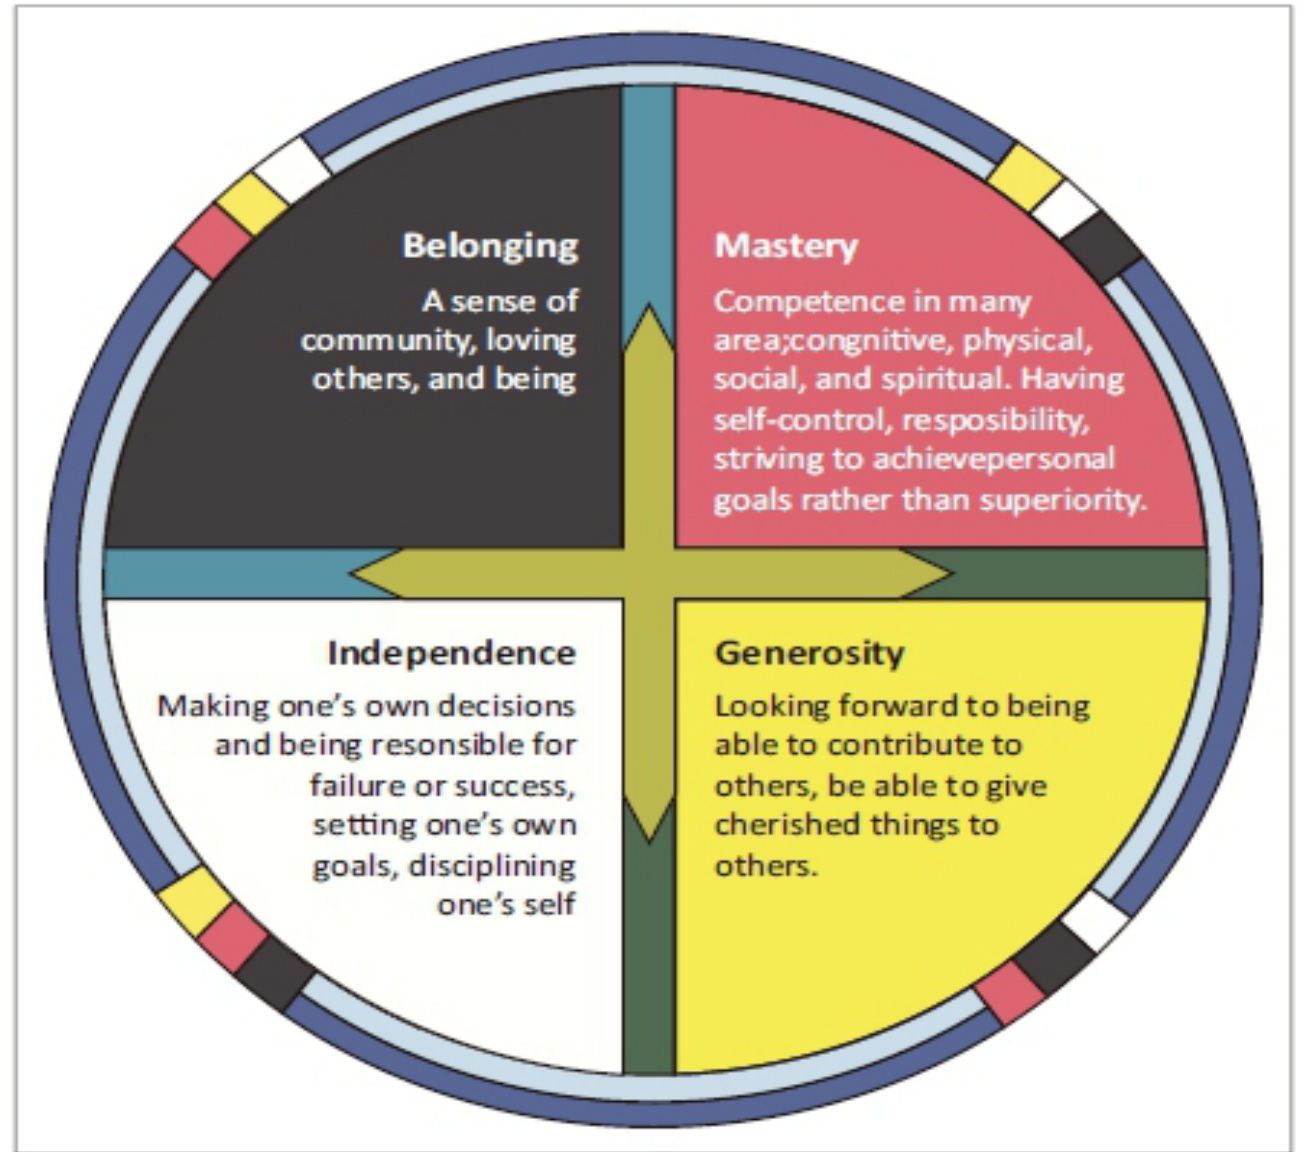 Belonging
A sense of
community, loving
others, and being
Mastery
Competence in many
area;congnitive, physical,
social, and spiritual. Having
self-control, resposibility,
striving to achievepersonal
goals rather than superiority.
Independence
Making one’s own decisions
and being resonsible for
failure or success,
setting one’s own
goals, disciplining
one’s self
Generosity
Looking forward to being
able to contribute to
others, be able to give
cherished things to
others.